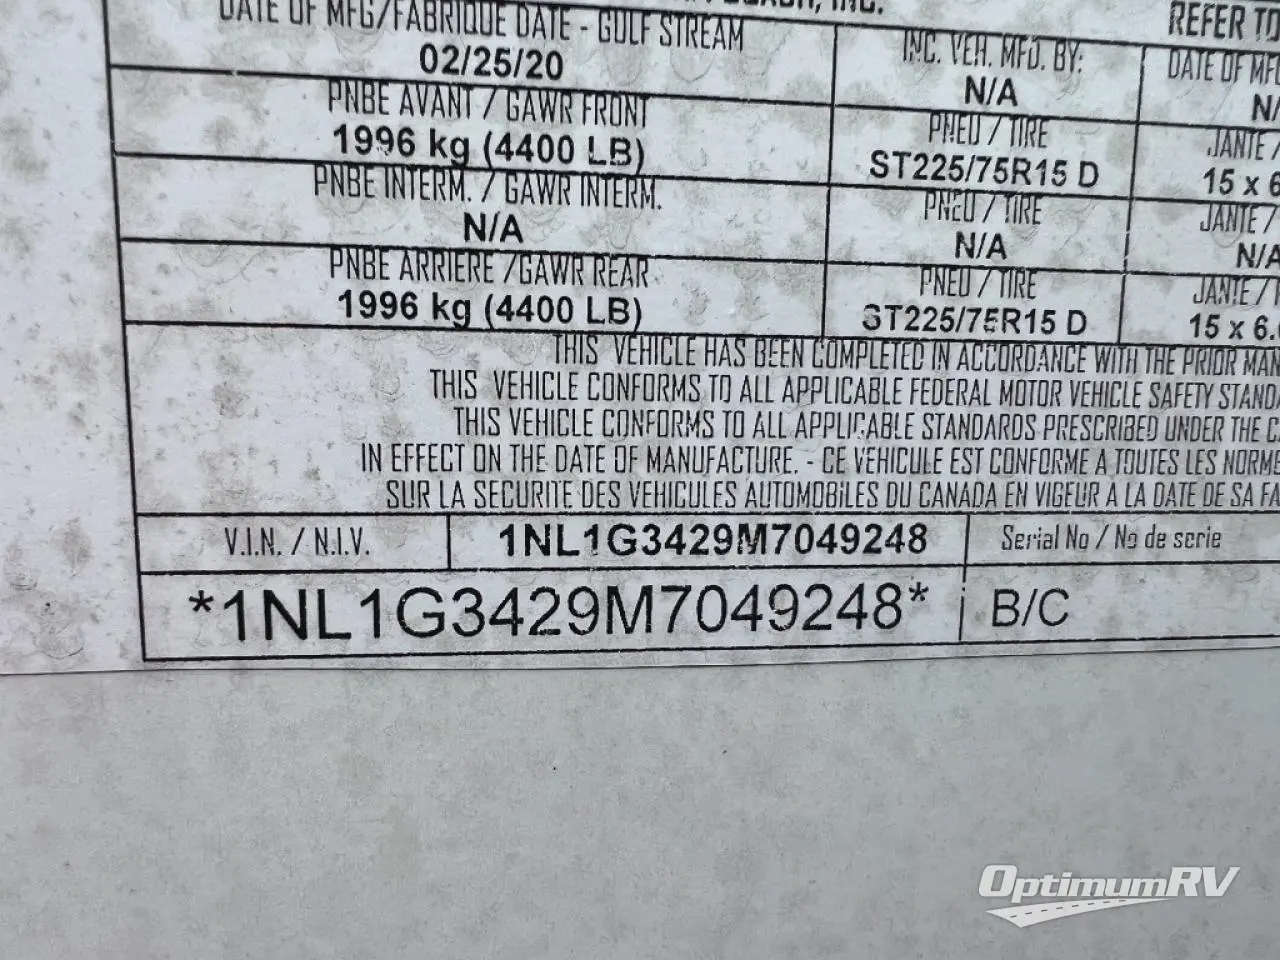 INC.
REFER TO
DATE OF MFG/FABRIQUE DATE - GULF STREAM
02/25/20
INC. VEH. MFD. BY:
N/A
DATE OF MF
N/
PNBE AVANT / GAWR FRONT
1996 kg (4400 LB)
PNEU / TIRE
ST225/75R15 D
JANTE /
15 x 6
PNBE INTERM. / GAWR INTERM.
N/A
PNEU / TIRE
N/A
JANTE /
N/A
PNBE ARRIERE /GAWR REAR
1996 kg (4400 LB)
PNEU / TIRE
ST225/75R15 D
JANTE /
15 x 6.
THIS VEHICLE HAS BEEN COMPLETED IN ACCORDANCE WITH THE PRIOR MAN
THIS VEHICLE CONFORMS TO ALL APPLICABLE FEDERAL MOTOR VEHICLE SAFETY STANDA
THIS VEHICLE CONFORMS TO ALL APPLICABLE STANDARDS PRESCRIBED UNDER THE C
IN EFFECT ON THE DATE OF MANUFACTURE. - CE VEHICULE EST CONFORME A TOUTES LES NORME
SUR LA SECURITE DES VEHICULES AUTOMOBILES DU CANADA EN VIGEUR A LA DATE DE SA FA
V.I.N. / N.I.V.
1NL1G3429M7049248
Serial No / No de serie
*1NL1G3429M7049248*
B/C
OptimumRV